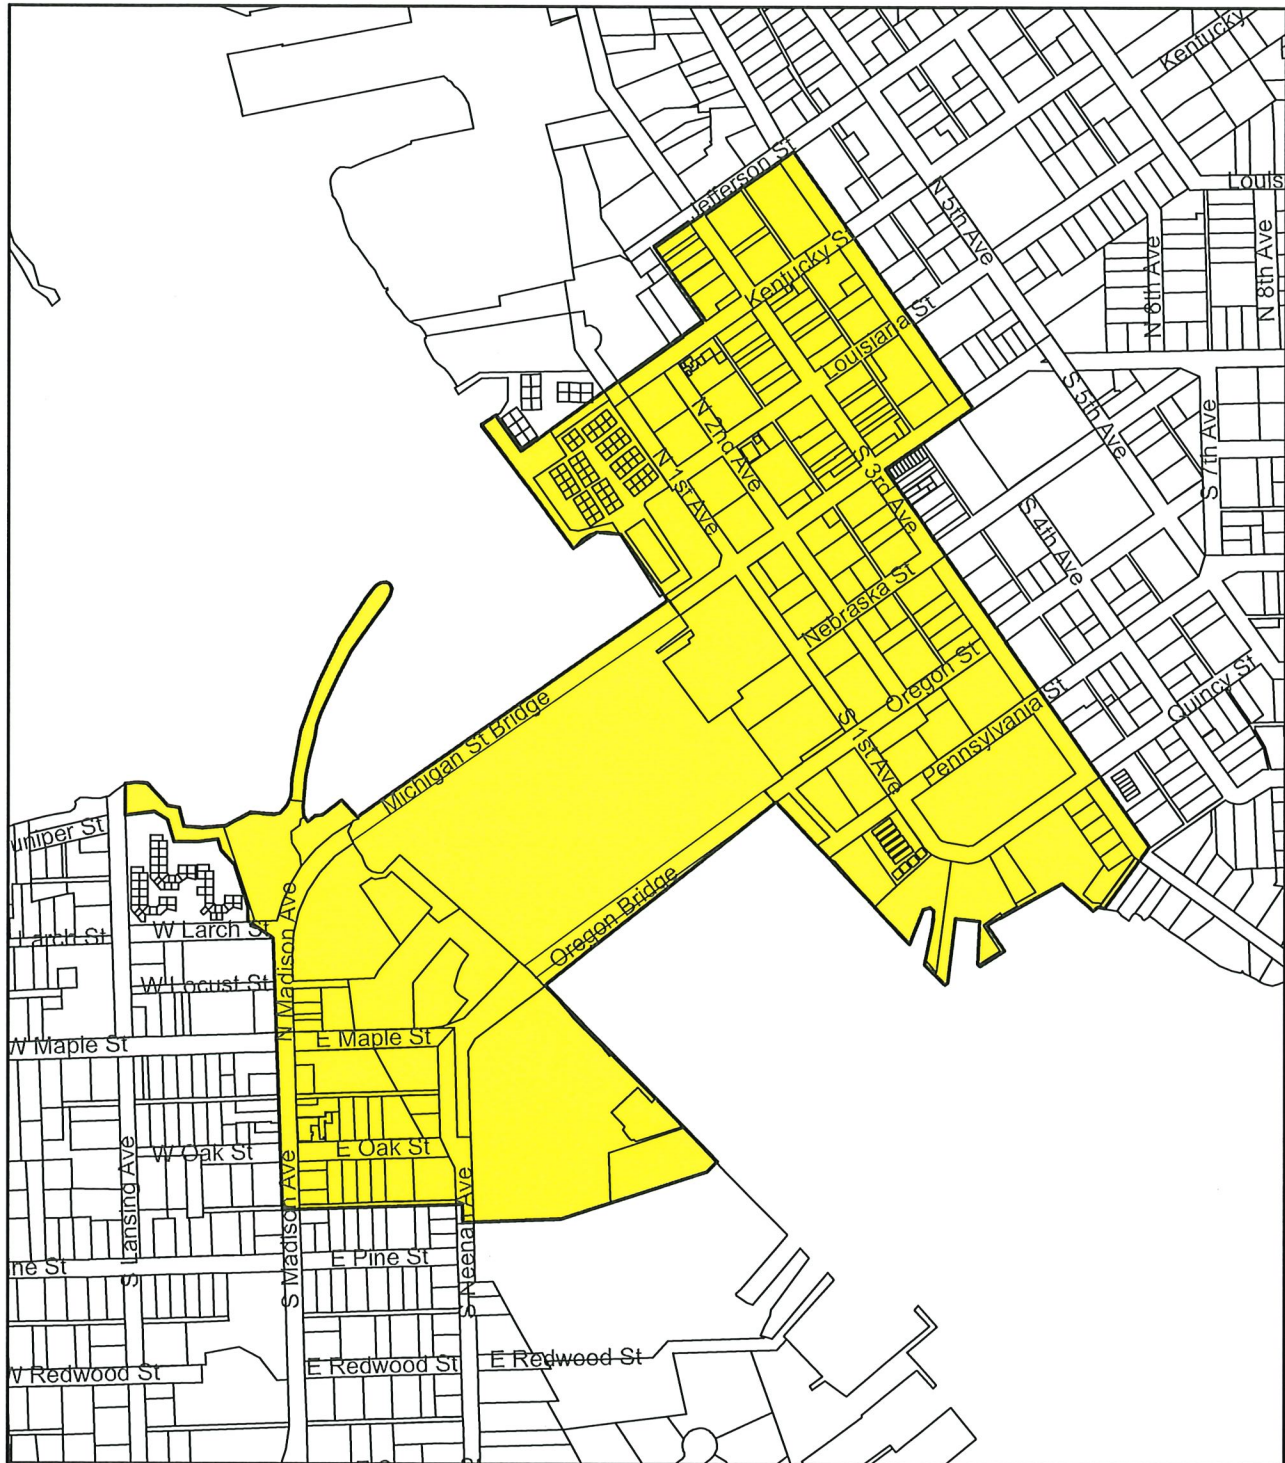 Kentucky
Jefferson St
Louis
N 5th Ave
N 6th Ave
N 8th Ave
Kentucky St
Louisiana St
S 5th Ave
S 7th Ave
N 2nd Ave
N 1st Ave
S 3rd Ave
S 4th Ave
Nebraska St
Oregon St
Quincy St
Pennsylvania St
S 1st Ave
Michigan St Bridge
Oregon Bridge
uniper St
Larch St
W Larch St
W Locust St
N Madison Ave
W Maple St
E Maple St
W Oak St
E Oak St
S Lansing Ave
S Madison Ave
S Neenah Ave
ne St
E Pine St
W Redwood St
E Redwood St
E Redwood St